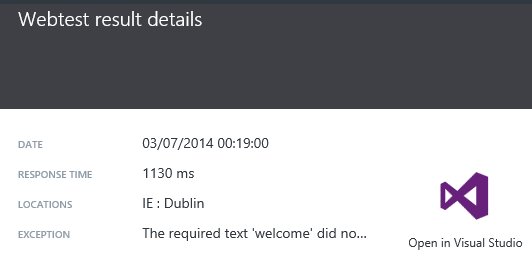 Webtest result details
DATE 03/07/2014 00:19:00
RESPONSE TIME 1130 ms
LOCATIONS IE : Dublin
EXCEPTION The required text 'welcome' did no...
Open in Visual Studio